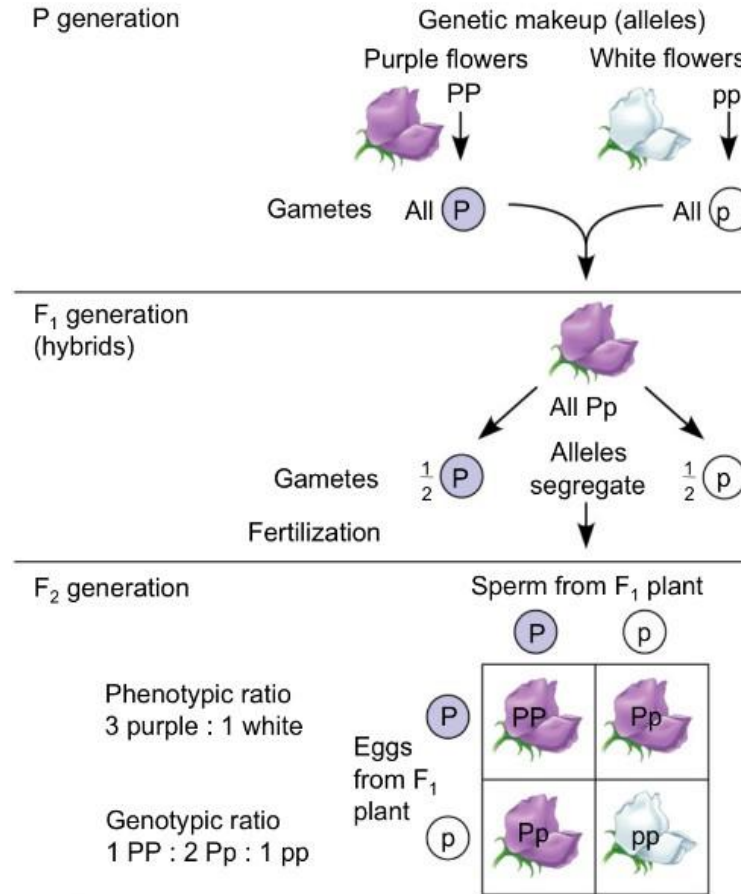 P generation
Genetic makeup (alleles)
Purple flowers
White flowers
PP
pp
Gametes
All P
All p
F₁ generation
(hybrids)
All Pp
Gametes
1/2 P
Alleles
segregate
1/2 p
Fertilization
F₂ generation
Sperm from F₁ plant
P
p
Phenotypic ratio
3 purple : 1 white
Eggs
from F₁
plant
P
PP
Pp
Genotypic ratio
1 PP : 2 Pp : 1 pp
p
Pp
pp